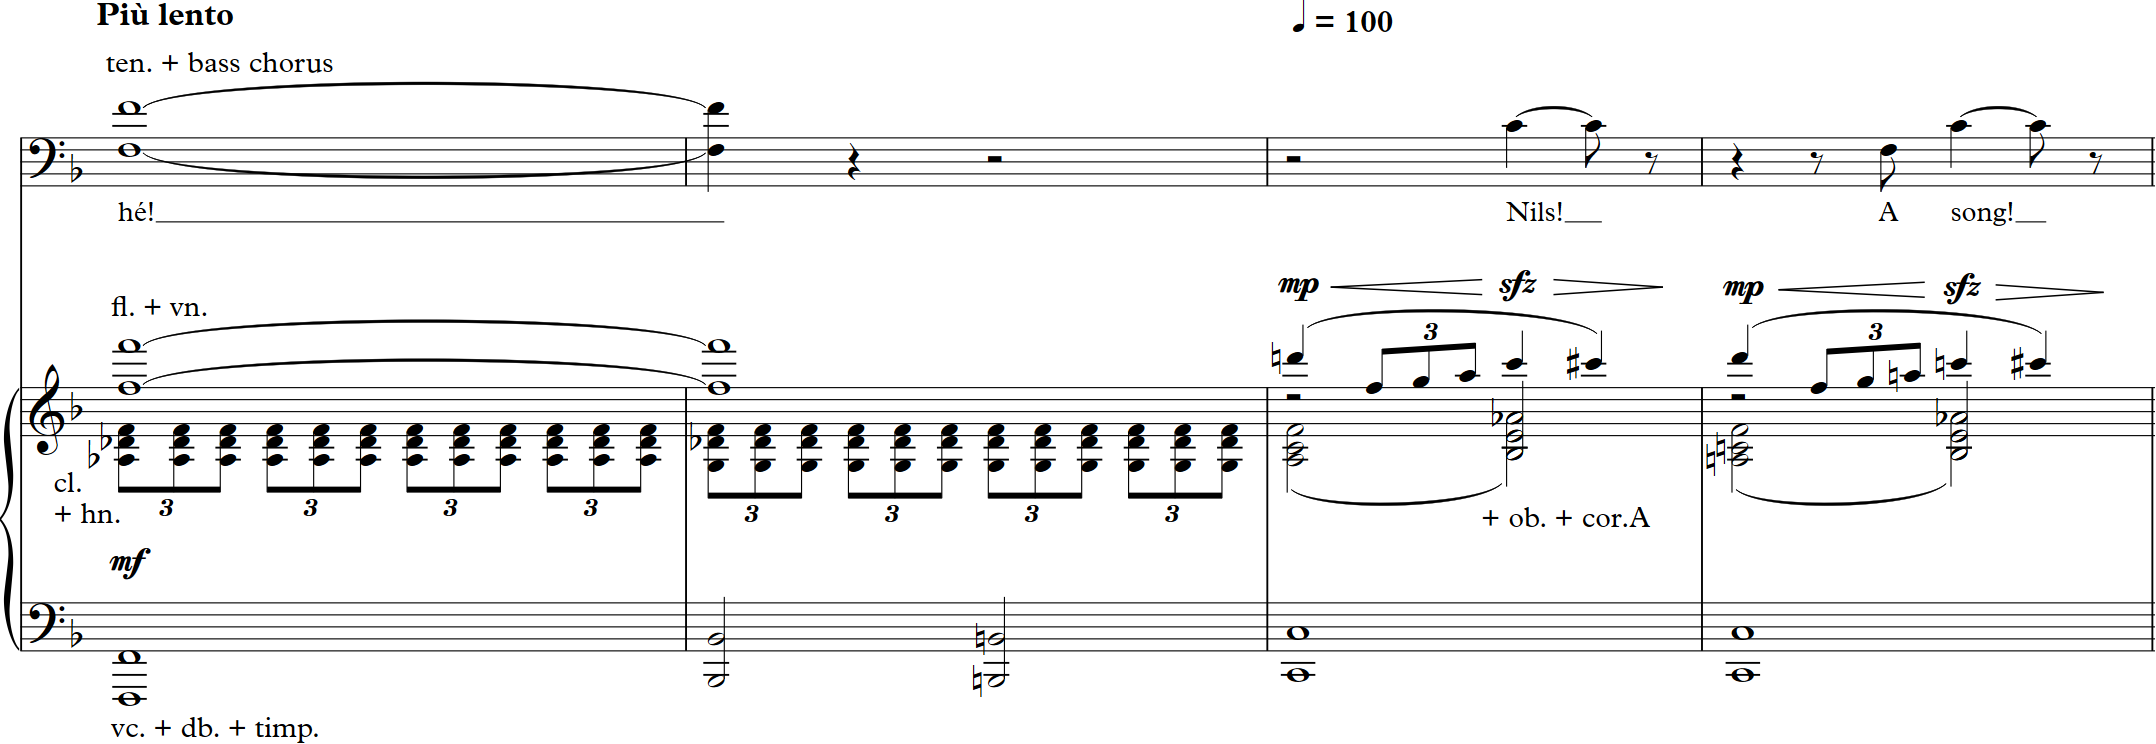 Più lento
♩ = 100
ten. + bass chorus
hé! Nils! A song!
mp sfz mp sfz
fl. + vn.
3 3
cl.
+ hn.
3 3 3 3 3 3 3 3
+ ob. + cor.A
mf
vc. + db. + timp.